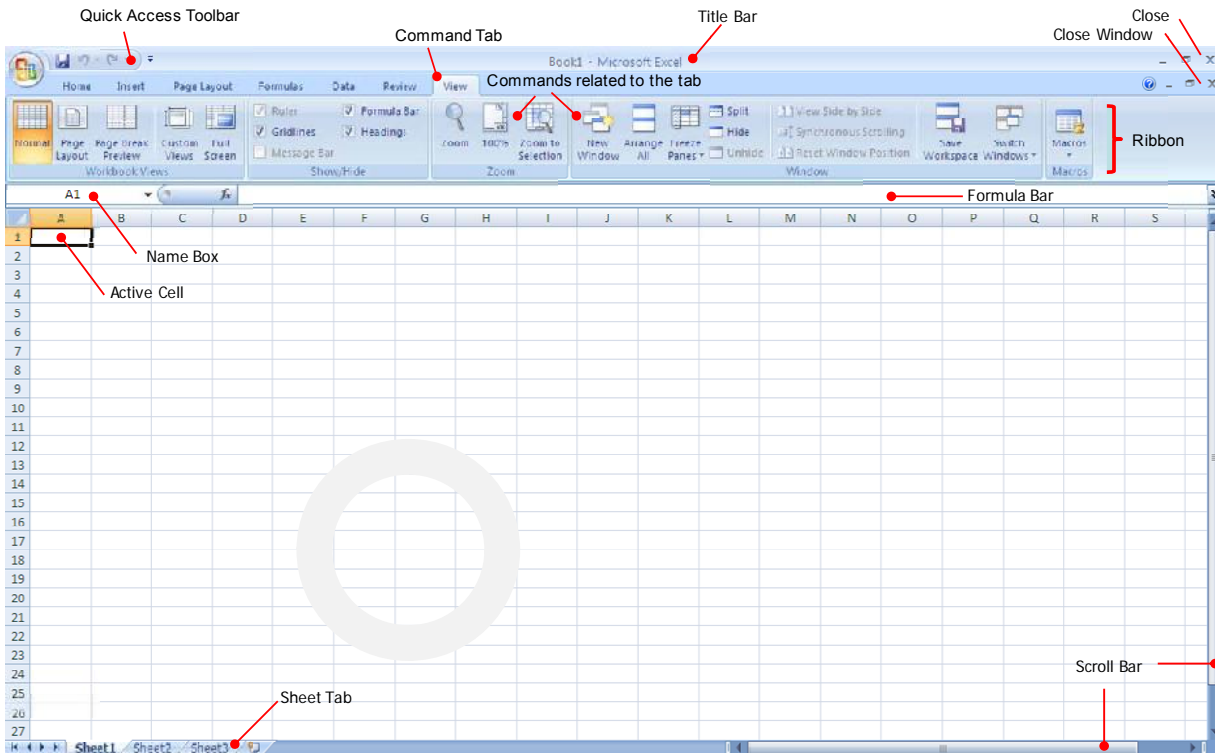 Quick Access Toolbar
Title Bar
Close
Command Tab
Close Window
Book1 - Microsoft Excel
Home Insert Page Layout Formulas Data Review View
Commands related to the tab
Normal
Page Layout
Page Break Preview
Custom Views
Full Screen
Workbook Views
Ruler
Gridlines
Message Bar
Formula Bar
Headings
Show/Hide
Zoom
100%
Zoom to Selection
Zoom
New Window
Arrange All
Freeze Panes
Split
Hide
Unhide
View Side by Side
Synchronous Scrolling
Reset Window Position
Save Workspace
Switch Windows
Window
Macros
Macros
Ribbon
A1
fx
Formula Bar
A B C D E F G H I J K L M N O P Q R S
1
2
Name Box
3
4
Active Cell
5
6
7
8
9
10
11
12
13
14
15
16
17
18
19
20
21
22
23
24
Scroll Bar
25
Sheet Tab
26
27
Sheet1 Sheet2 Sheet3